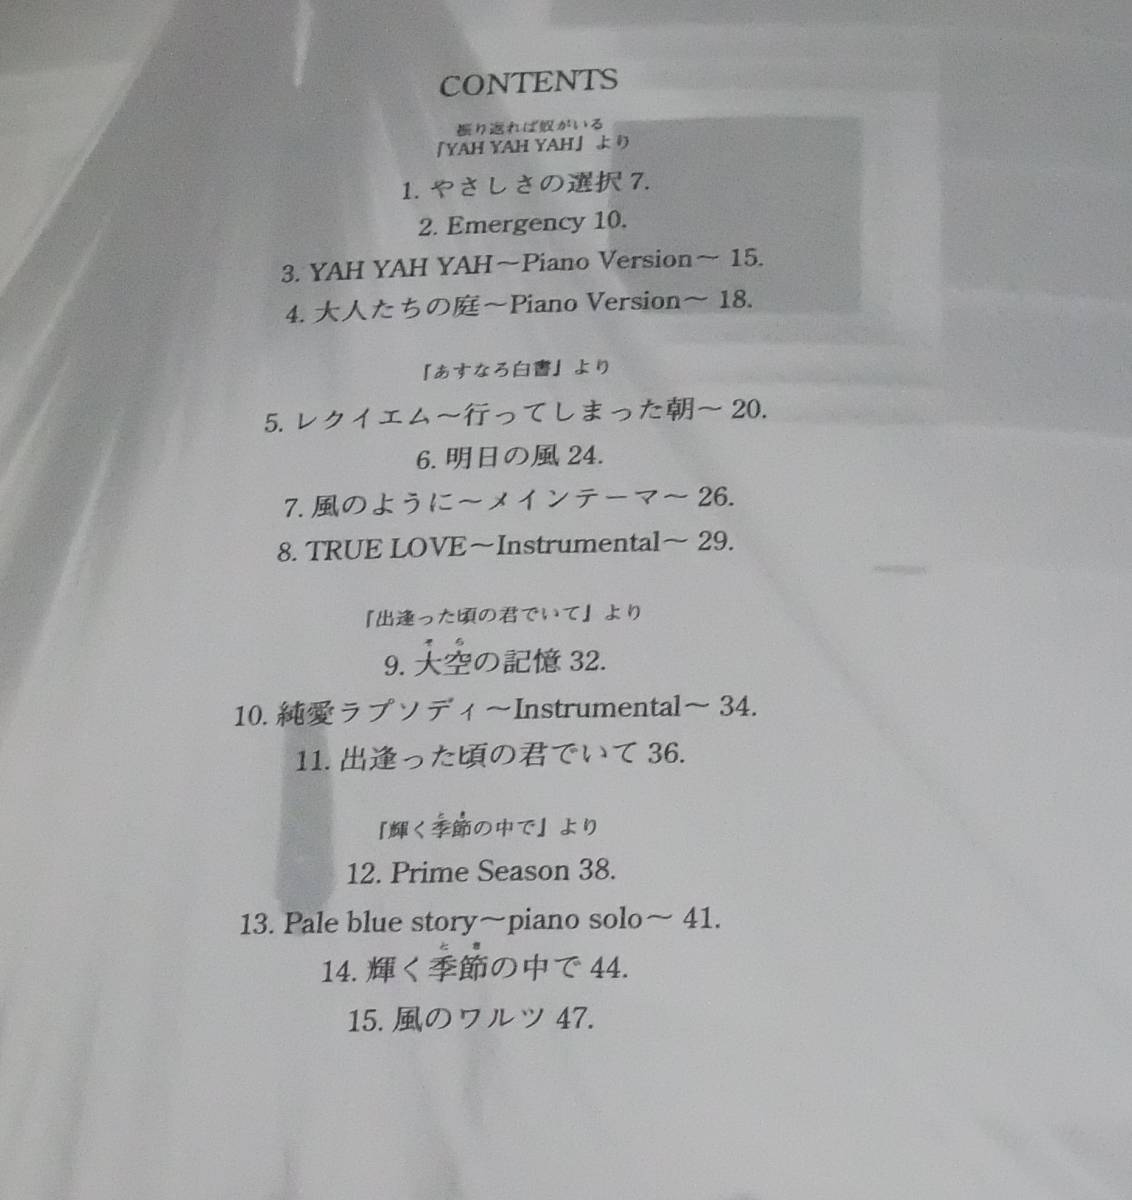 CONTENTS
振り返れば奴がいる
「YAH YAH YAH」より
1. やさしさの選択 7.
2. Emergency 10.
3. YAH YAH YAH〜Piano Version〜 15.
4. 大人たちの庭〜Piano Version〜 18.
「あすなろ白書」より
5. レクイエム〜行ってしまった朝〜 20.
6. 明日の風 24.
7. 風のように〜メインテーマ〜 26.
8. TRUE LOVE〜Instrumental〜 29.
「出逢った頃の君でいて」より
そら
9. 大空の記憶 32.
10. 純愛ラプソディ〜Instrumental〜 34.
11. 出逢った頃の君でいて 36.
とき
「輝く季節の中で」より
12. Prime Season 38.
13. Pale blue story〜piano solo〜 41.
とき
14. 輝く季節の中で 44.
15. 風のワルツ 47.